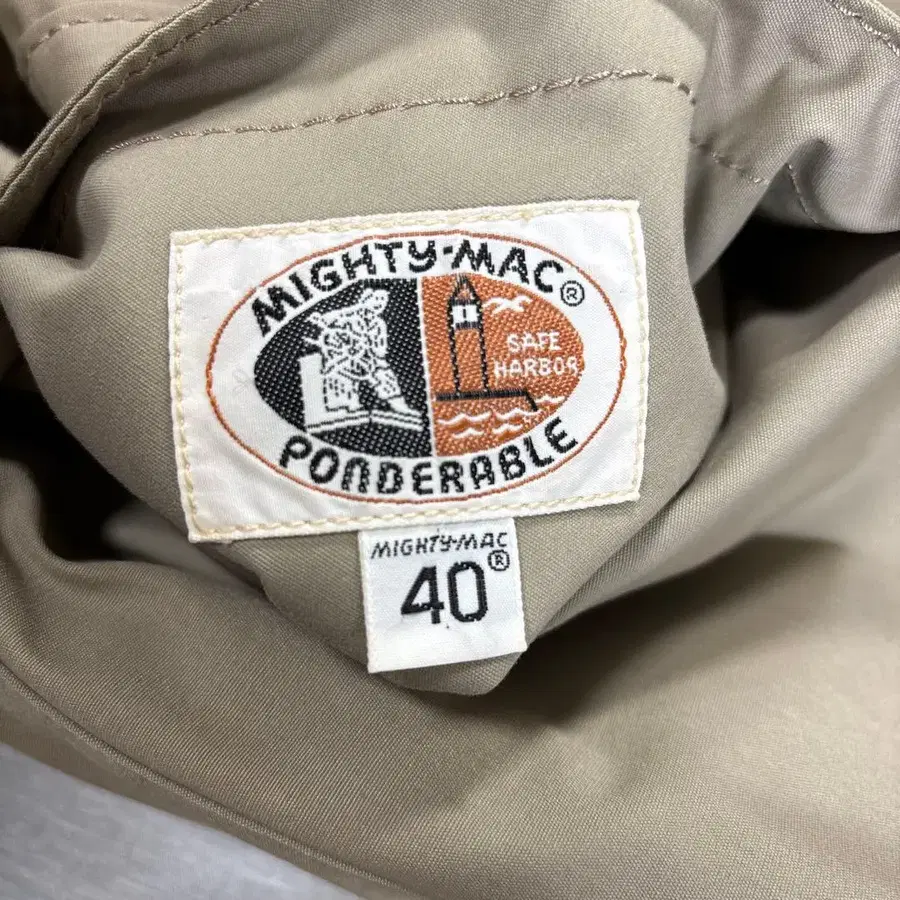 MIGHTY-MAC®
SAFE
HARBOR
PONDERABLE
MIGHTY-MAC®
40